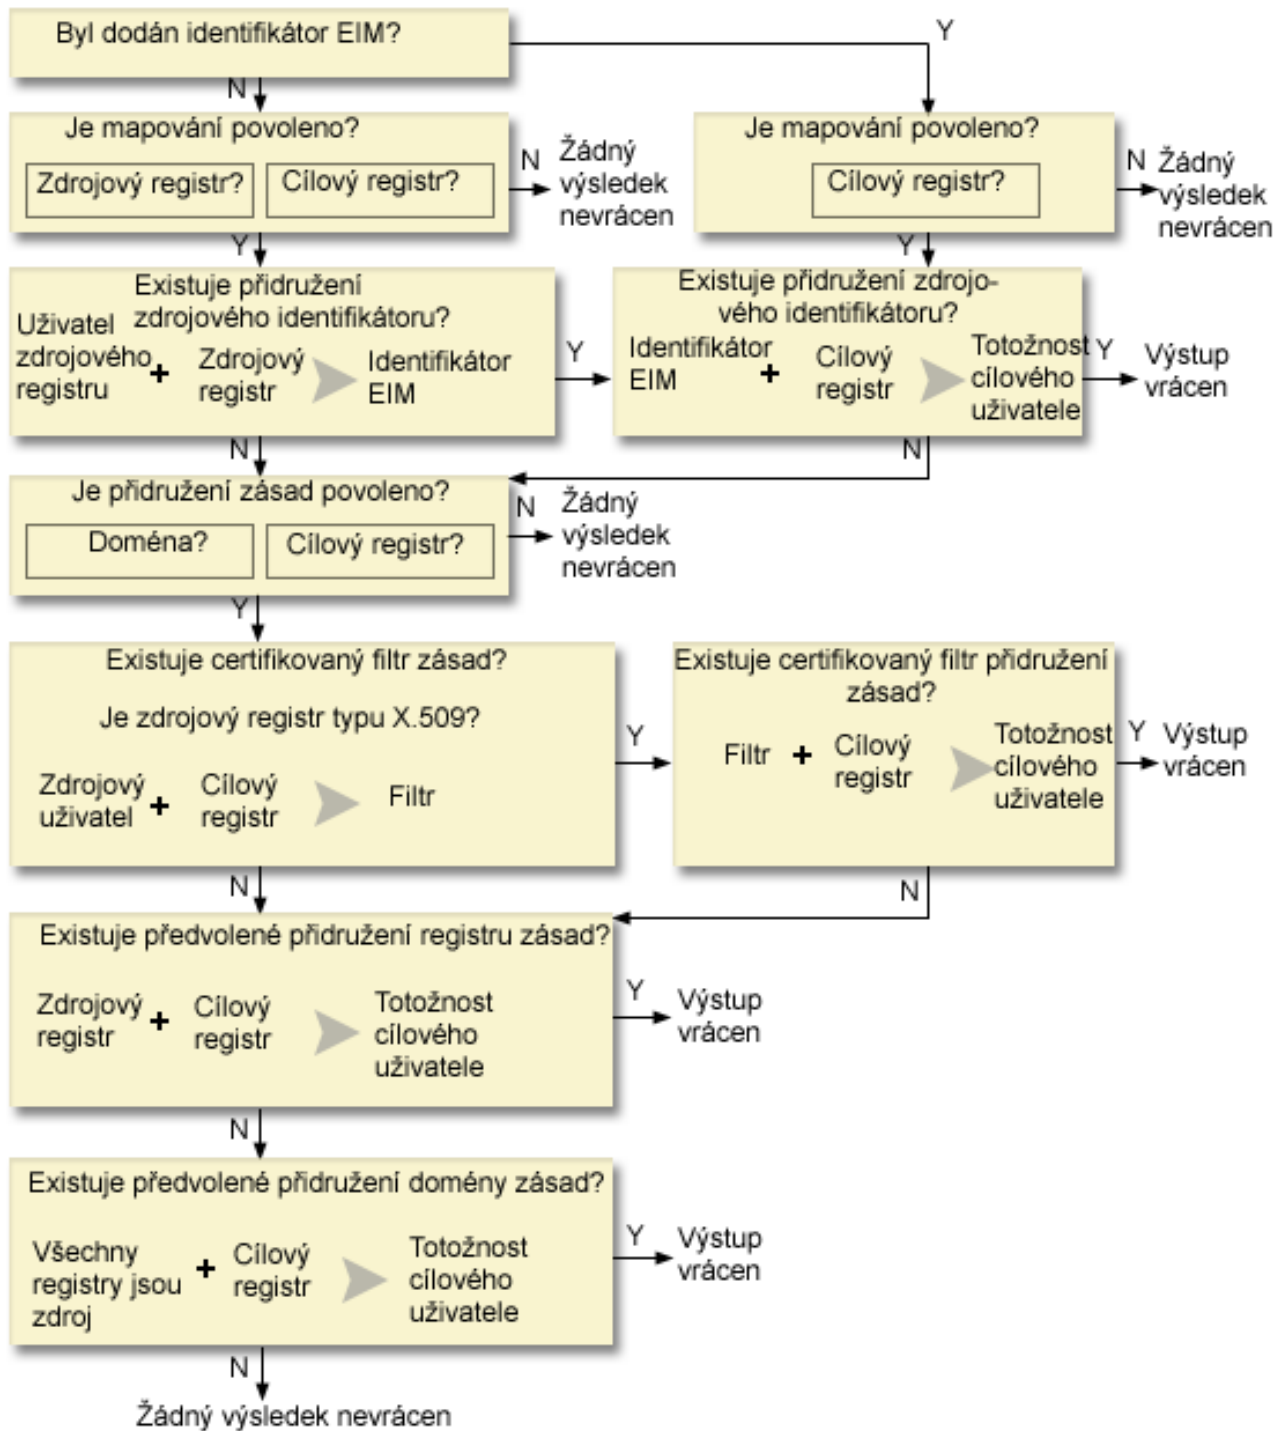 Byl dodán identifikátor EIM?
Y
N
Je mapování povoleno?
Zdrojový registr?
Cílový registr?
N
Žádný
výsledek
nevrácen
Je mapování povoleno?
Cílový registr?
N
Žádný
výsledek
nevrácen
Y
Y
Existuje přidružení
zdrojového identifikátoru?
Uživatel
zdrojového
registru
+
Zdrojový
registr
Identifikátor
EIM
Y
Existuje přidružení zdrojo-
vého identifikátoru?
Identifikátor
EIM
+
Cílový
registr
Totožnost
cílového
uživatele
Y
Výstup
vrácen
N
N
Je přidružení zásad povoleno?
Doména?
Cílový registr?
N
Žádný
výsledek
nevrácen
Y
Existuje certifikovaný filtr zásad?
Je zdrojový registr typu X.509?
Zdrojový
uživatel
+
Cílový
registr
Filtr
Y
Existuje certifikovaný filtr přidružení
zásad?
Filtr
+
Cílový
registr
Totožnost
cílového
uživatele
Y
Výstup
vrácen
N
N
Existuje předvolené přidružení registru zásad?
Zdrojový
registr
+
Cílový
registr
Totožnost
cílového
uživatele
Y
Výstup
vrácen
N
Existuje předvolené přidružení domény zásad?
Všechny
registry jsou
zdroj
+
Cílový
registr
Totožnost
cílového
uživatele
Y
Výstup
vrácen
N
Žádný výsledek nevrácen